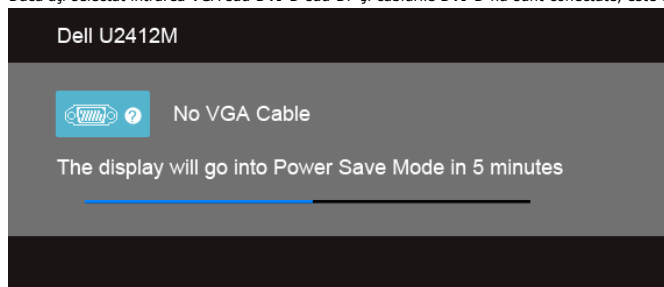 Dell U2412M
No VGA Cable
The display will go into Power Save Mode in 5 minutes